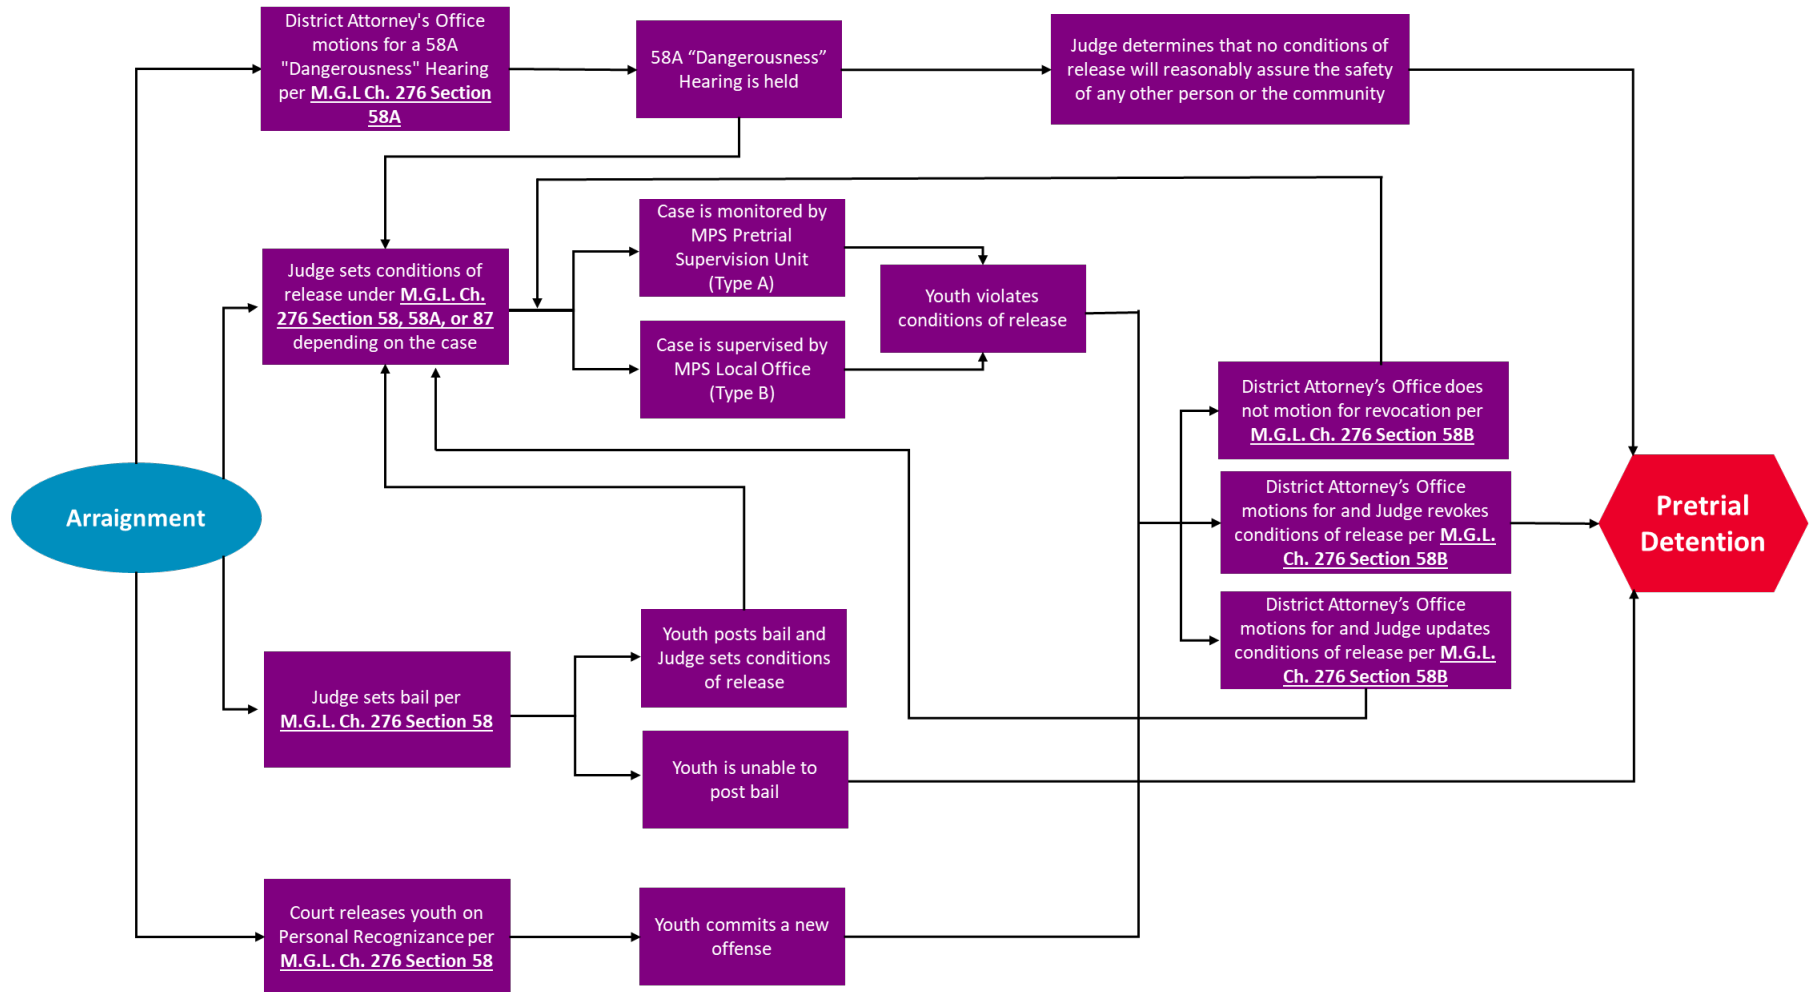 District Attorney's Office
motions for a 58A
"Dangerousness" Hearing
per M.G.L Ch. 276 Section
58A
58A “Dangerousness”
Hearing is held
Judge determines that no conditions of
release will reasonably assure the safety
of any other person or the community
Case is monitored by
MPS Pretrial
Supervision Unit
(Type A)
Judge sets conditions of
release under M.G.L. Ch.
276 Section 58, 58A, or 87
depending on the case
Youth violates
conditions of release
Case is supervised by
MPS Local Office
(Type B)
District Attorney’s Office does
not motion for revocation per
M.G.L. Ch. 276 Section 58B
Arraignment
District Attorney’s Office
motions for and Judge revokes
conditions of release per M.G.L.
Ch. 276 Section 58B
Pretrial
Detention
District Attorney’s Office
motions for and Judge updates
conditions of release per M.G.L.
Ch. 276 Section 58B
Youth posts bail and
Judge sets conditions
of release
Judge sets bail per
M.G.L. Ch. 276 Section 58
Youth is unable to
post bail
Court releases youth on
Personal Recognizance per
M.G.L. Ch. 276 Section 58
Youth commits a new
offense